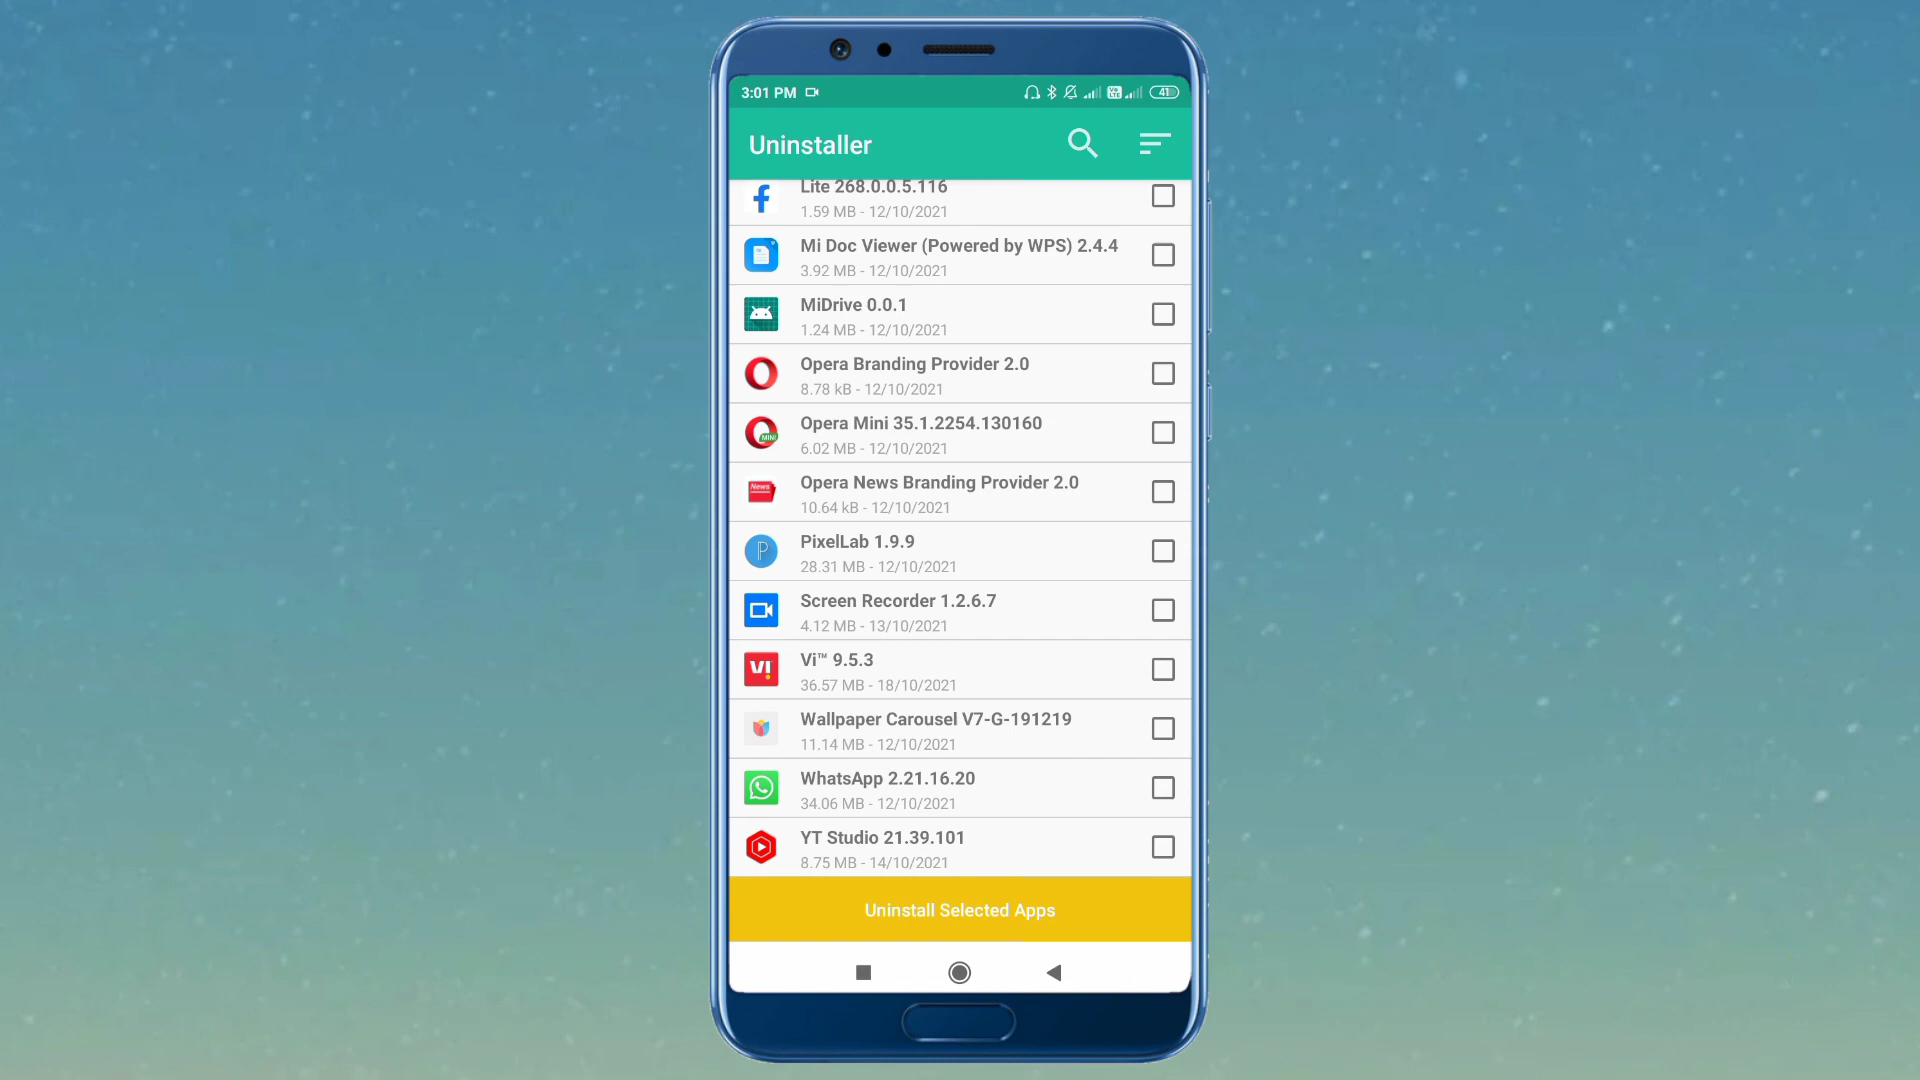 3:01 PM
41
Uninstaller
Lite 268.0.0.5.116
1.59 MB - 12/10/2021
Mi Doc Viewer (Powered by WPS) 2.4.4
3.92 MB - 12/10/2021
MiDrive 0.0.1
1.24 MB - 12/10/2021
Opera Branding Provider 2.0
8.78 kB - 12/10/2021
Opera Mini 35.1.2254.130160
MINI
6.02 MB - 12/10/2021
Opera News Branding Provider 2.0
News
10.64 kB - 12/10/2021
PixelLab 1.9.9
P
28.31 MB - 12/10/2021
Screen Recorder 1.2.6.7
4.12 MB - 13/10/2021
Vi™ 9.5.3
VI
36.57 MB - 18/10/2021
Wallpaper Carousel V7-G-191219
11.14 MB - 12/10/2021
WhatsApp 2.21.16.20
34.06 MB - 12/10/2021
YT Studio 21.39.101
8.75 MB - 14/10/2021
Uninstall Selected Apps